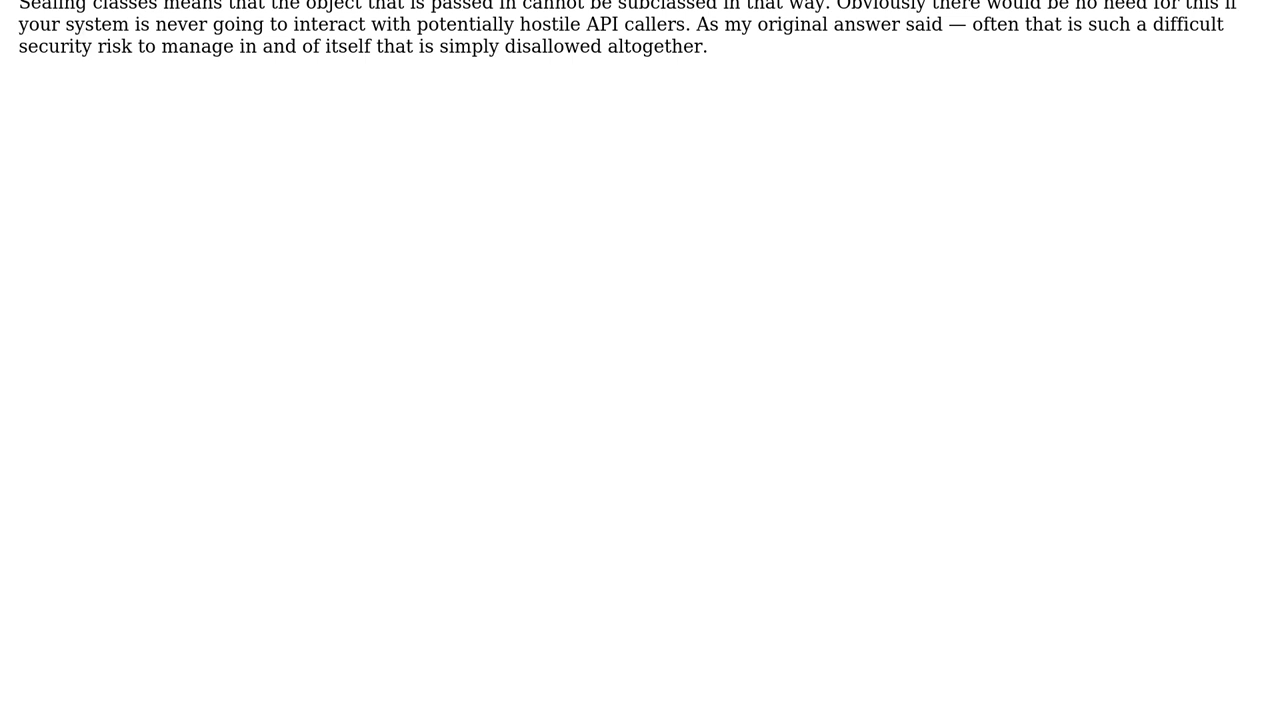 Sealing classes means that the object that is passed in cannot be subclassed in that way. Obviously there would be no need for this if
your system is never going to interact with potentially hostile API callers. As my original answer said — often that is such a difficult
security risk to manage in and of itself that is simply disallowed altogether.